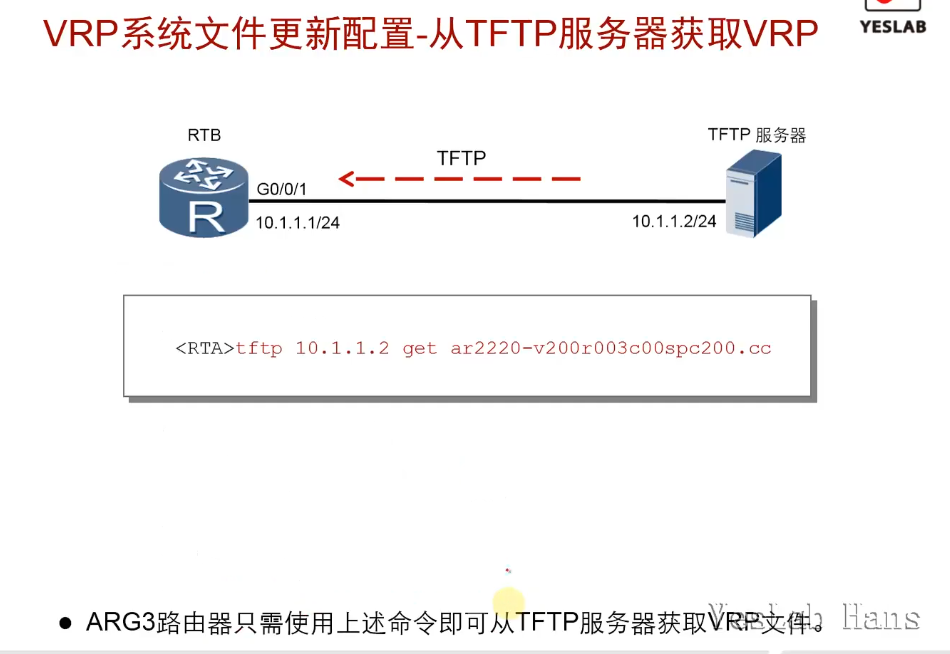 VRP系统文件更新配置-从TFTP服务器获取VRP
YESLAB
RTB
TFTP 服务器
TFTP
G0/0/1
R
10.1.1.1/24
10.1.1.2/24
<RTA>tftp 10.1.1.2 get ar2220-v200r003c00spc200.cc
● ARG3路由器只需使用上述命令即可从TFTP服务器获取VRP文件。
YesLab Hans